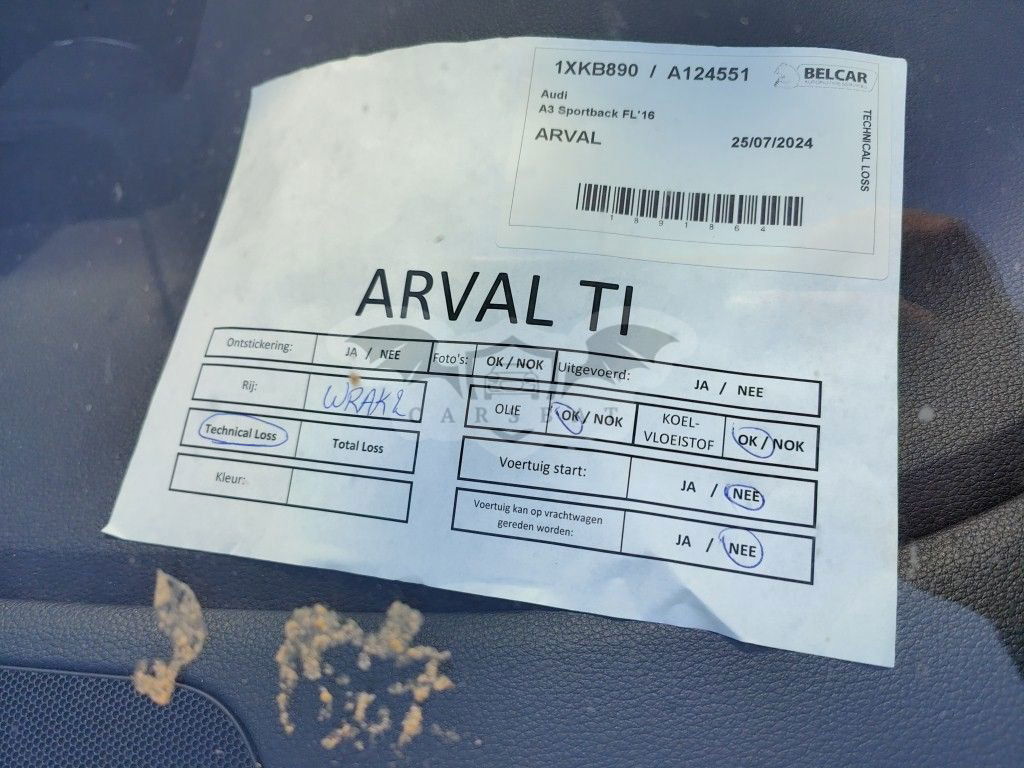 1XKB890 / A124551
BELCAR
Audi
A3 Sportback FL'16
ARVAL 25/07/2024
TECHNICAL LOSS
1 8 9 1 8 6 4
ARVAL TI
Ontstickering: JA / NEE Foto's: OK / NOK Uitgevoerd: JA / NEE
Rij: WRAK 2 OLIE OK / NOK KOEL-
VLOEISTOF OK / NOK
CARSBAT
Technical Loss Total Loss Voertuig start: JA / NEE
Kleur: Voertuig kan op vrachtwagen
gereden worden: JA / NEE